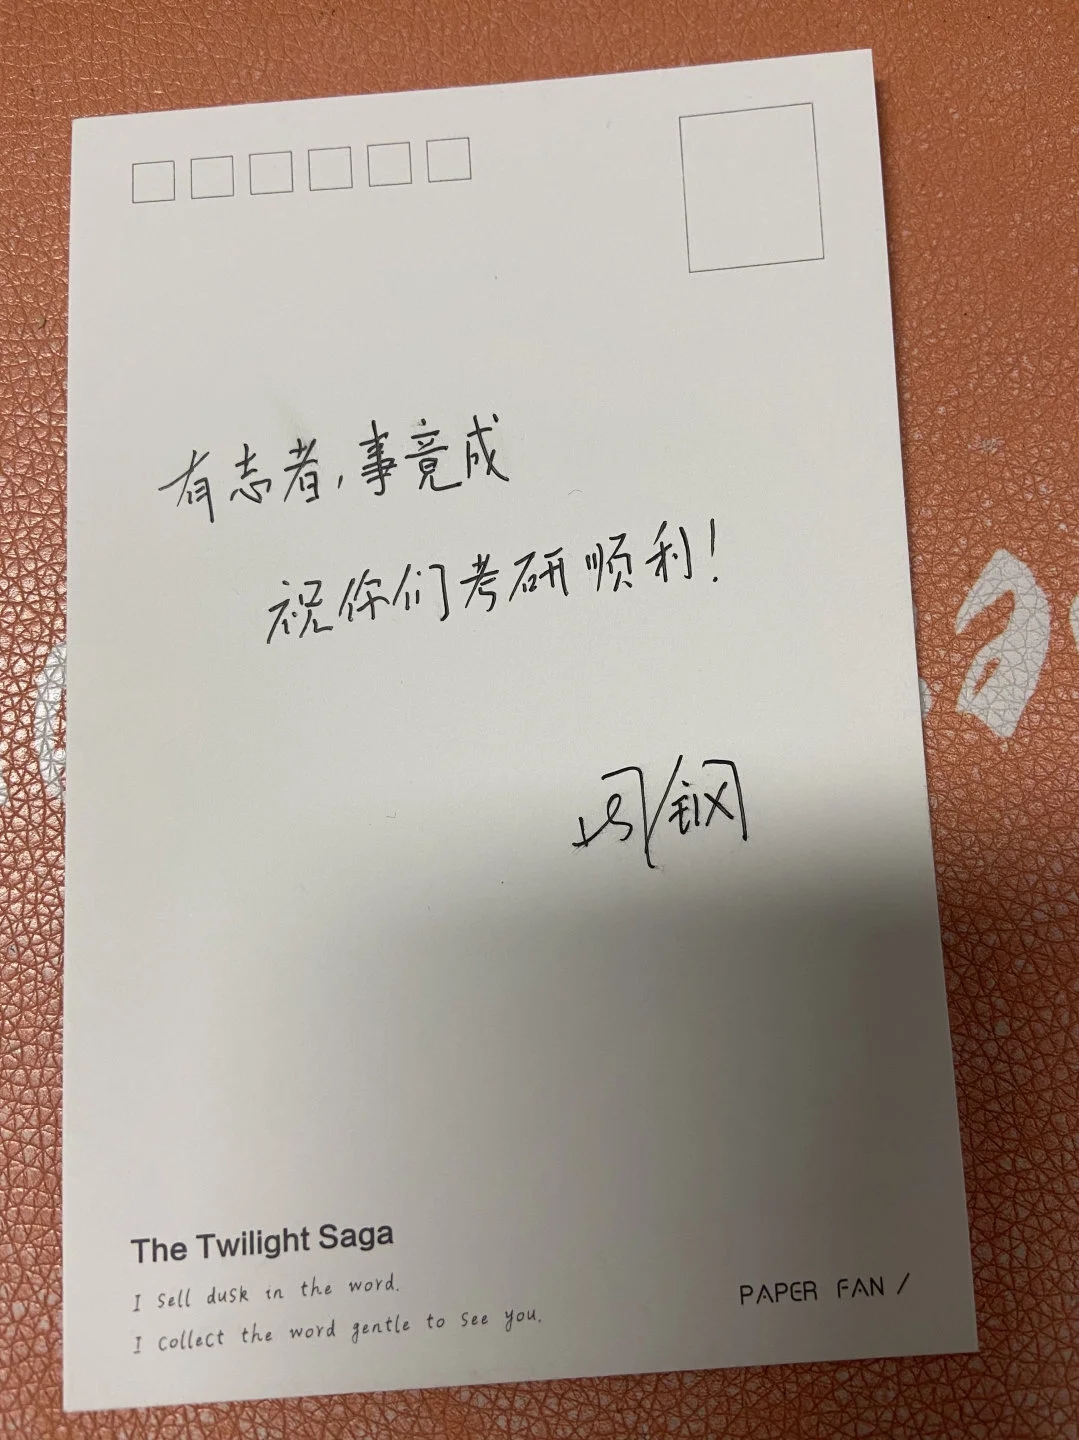 有志者,事竟成
祝你们考研顺利!
周钢
The Twilight Saga
I sell dusk in the word.
I collect the word gentle to see you.
PAPER FAN /